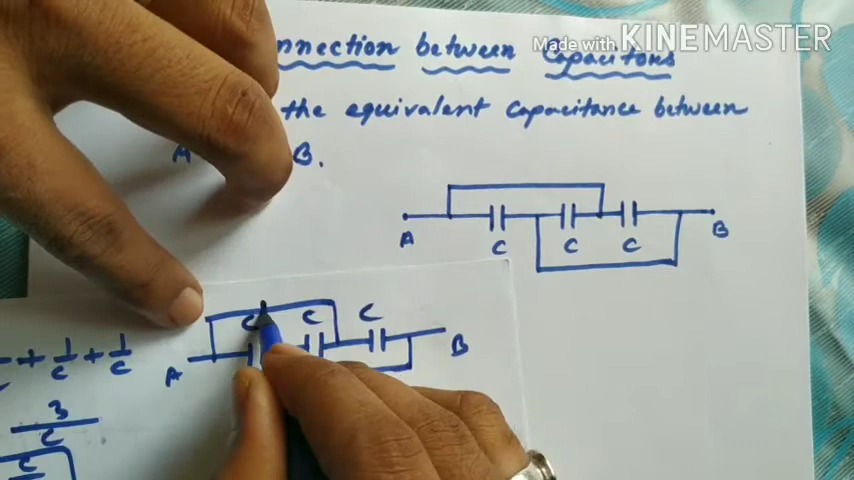 Made with KINEMASTER
nnection between Capacitors
the equivalent capacitance between
A B.
A C C C B
C C C
+ 1/C + 1/C
A B
3
C
C